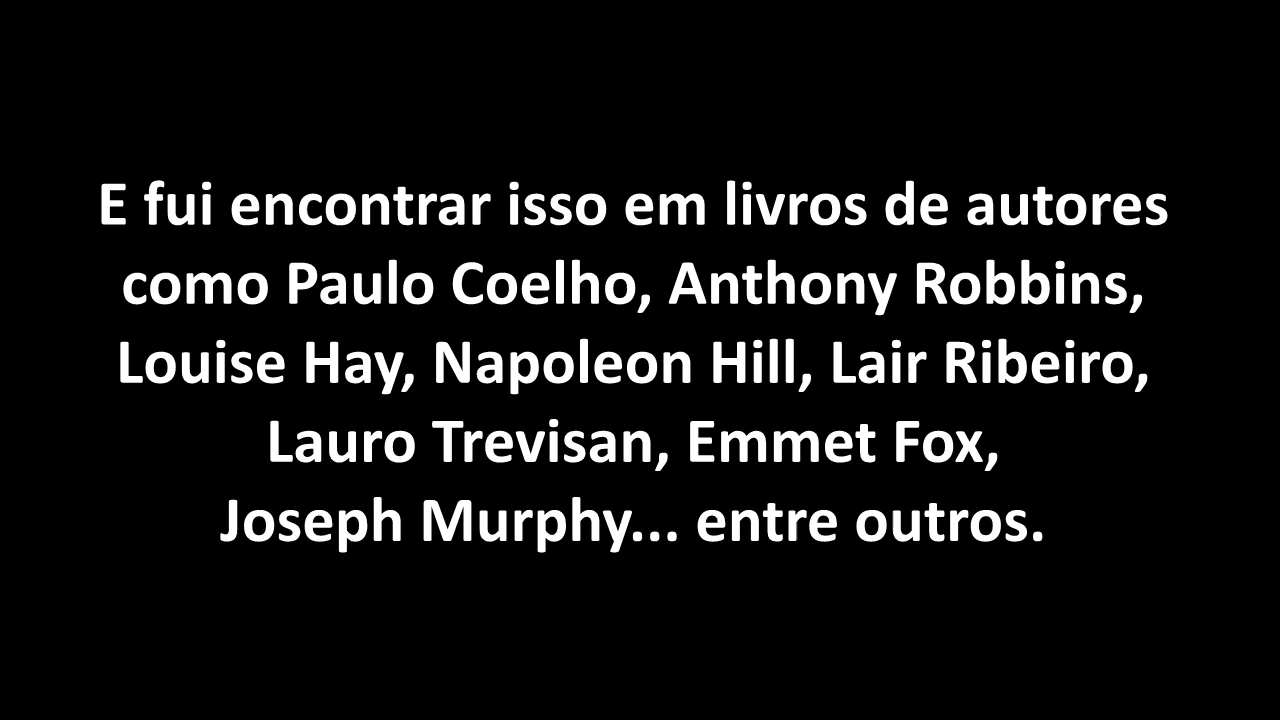 E fui encontrar isso em livros de autores
como Paulo Coelho, Anthony Robbins,
Louise Hay, Napoleon Hill, Lair Ribeiro,
Lauro Trevisan, Emmet Fox,
Joseph Murphy... entre outros.